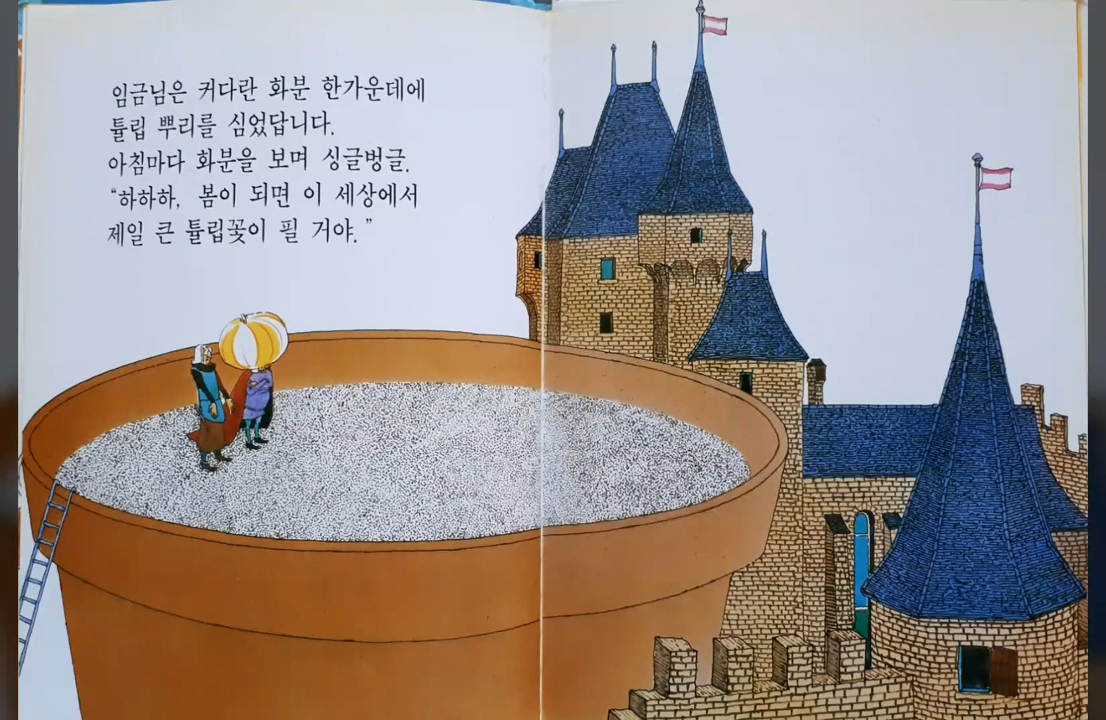 임금님은 커다란 화분 한가운데에
튤립 뿌리를 심었답니다.
아침마다 화분을 보며 싱글벙글.
“하하하, 봄이 되면 이 세상에서
제일 큰 튤립꽃이 필 거야.”